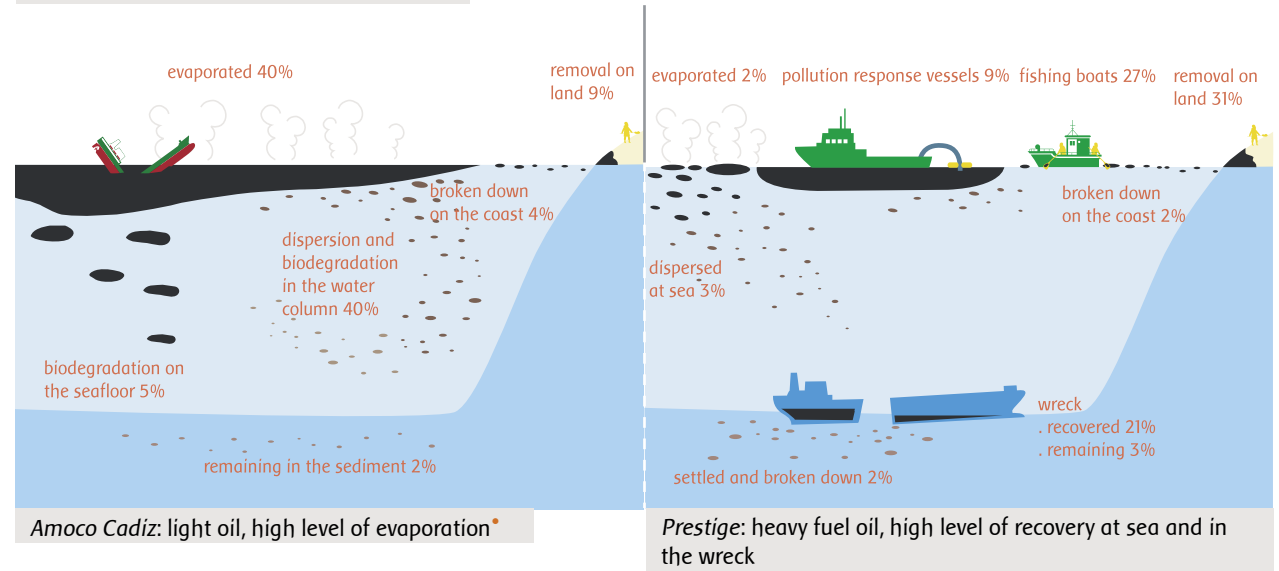 evaporated 40%
removal on
land 9%
broken down
on the coast 4%
dispersion and
biodegradation
in the water
column 40%
biodegradation on
the seafloor 5%
remaining in the sediment 2%
Amoco Cadiz: light oil, high level of evaporation•
evaporated 2%
pollution response vessels 9%
fishing boats 27%
removal on
land 31%
broken down
on the coast 2%
dispersed
at sea 3%
wreck
. recovered 21%
. remaining 3%
settled and broken down 2%
Prestige: heavy fuel oil, high level of recovery at sea and in
the wreck